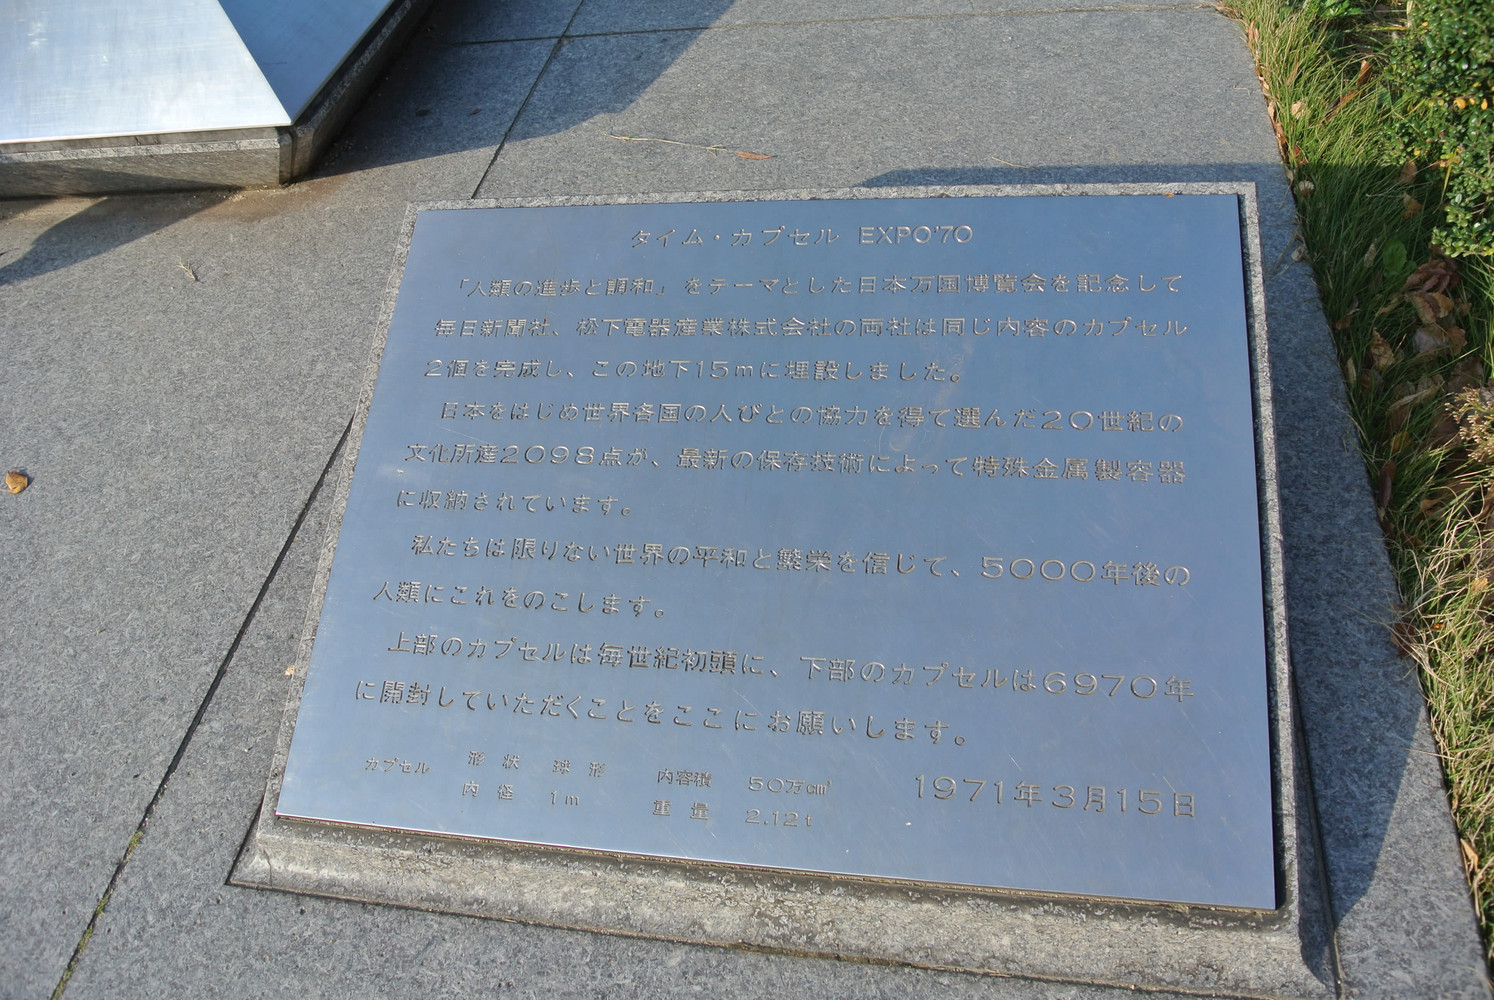 タイム・カプセル EXPO'70
「人類の進歩と調和」をテーマとした日本万国博覧会を記念して
毎日新聞社、松下電器産業株式会社の両社は同じ内容のカプセル
2個を完成し、この地下15mに埋設しました。
日本をはじめ世界各国の人びとの協力を得て選んだ20世紀の
文化所産2098点が、最新の保存技術によって特殊金属製容器
に収納されています。
私たちは限りない世界の平和と繁栄を信じて、5000年後の
人類にこれをのこします。
上部のカプセルは毎世紀初頭に、下部のカプセルは6970年
に開封していただくことをここにお願いします。
カプセル 形状 球形 内容積 50万cm³
内径 1m 重量 2.12t
1971年3月15日